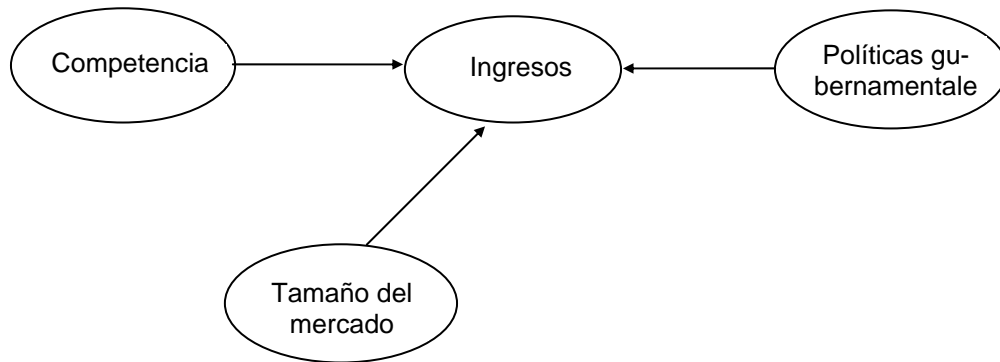 Competencia
Ingresos
Políticas gu-
bernamentale
Tamaño del
mercado